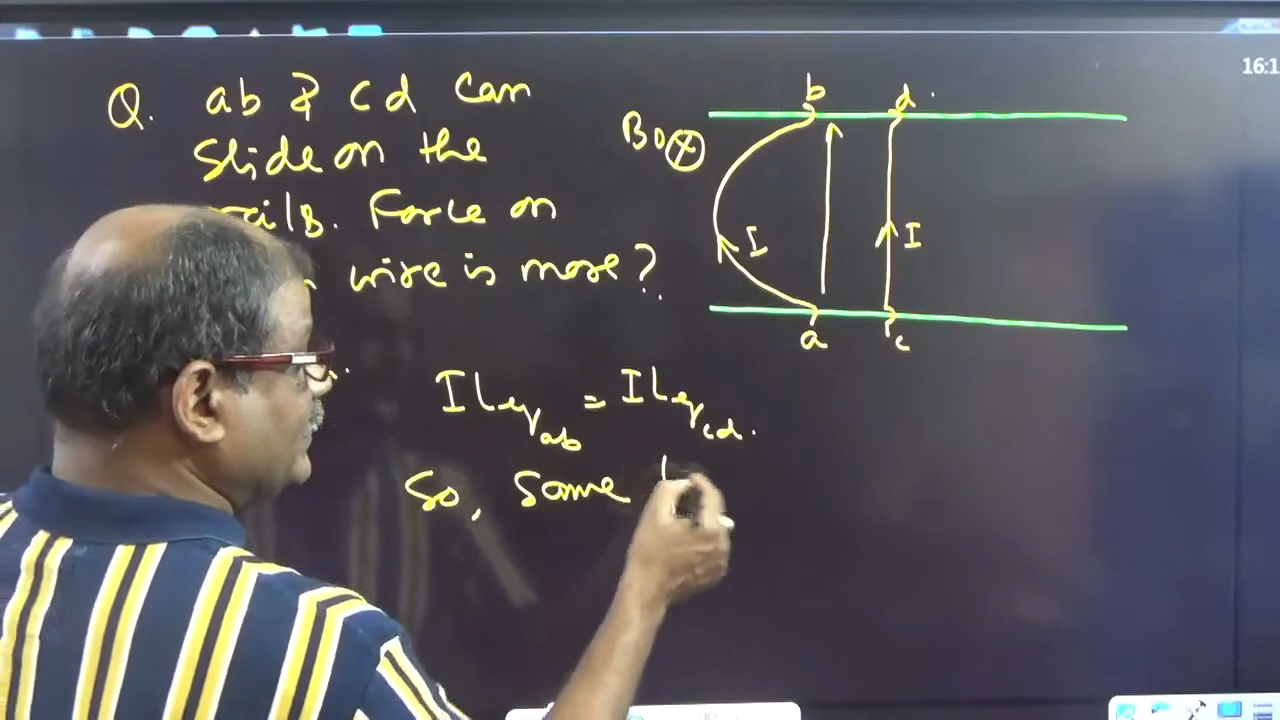 Q. ab & cd can
slide on the
rails. Force on
wire is more?
B0 ⊗
b
d.
I
I
a
c
ILeq ab = ILeq cd.
So, same
16:1